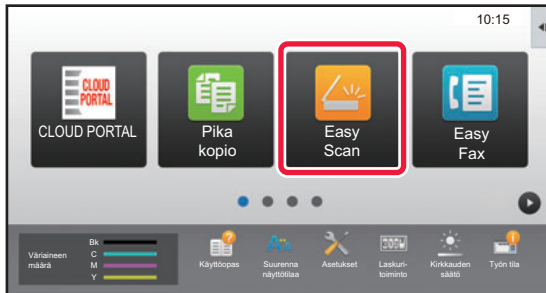 10:15
CLOUD
PORTAL
CLOUD PORTAL
Pika
kopio
Easy
Scan
Easy
Fax
Väriaineen
määrä
Bk
C
M
Y
Käyttöopas
Suurenna
näyttötilaa
Asetukset
Laskuri-
toiminto
Kirkkauden
säätö
Työn tila